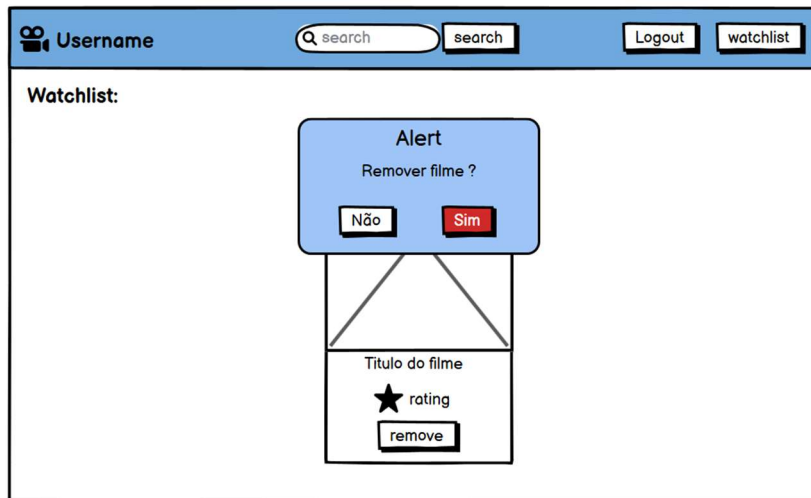 Username search search Logout watchlist
Watchlist:
Alert
Remover filme ?
Não Sim
Titulo do filme
rating
remove